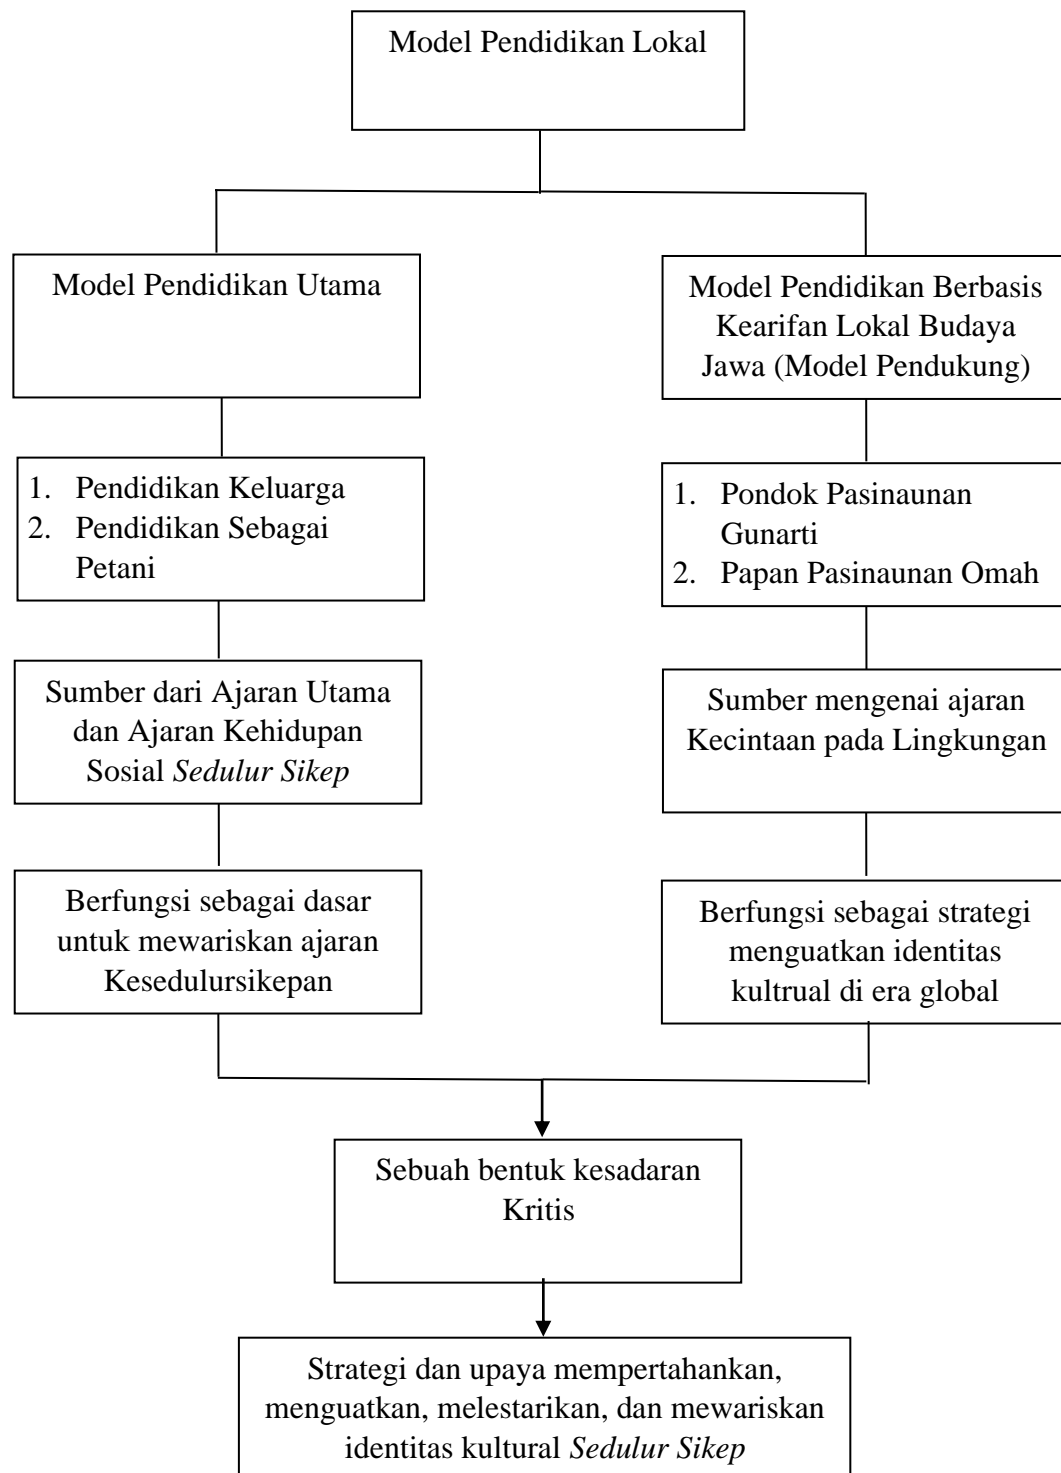 Model Pendidikan Lokal
Model Pendidikan Utama
Model Pendidikan Berbasis
Kearifan Lokal Budaya
Jawa (Model Pendukung)
1. Pendidikan Keluarga
2. Pendidikan Sebagai
Petani
1. Pondok Pasinaunan
Gunarti
2. Papan Pasinaunan Omah
Sumber dari Ajaran Utama
dan Ajaran Kehidupan
Sosial Sedulur Sikep
Sumber mengenai ajaran
Kecintaan pada Lingkungan
Berfungsi sebagai dasar
untuk mewariskan ajaran
Kesedulursikepan
Berfungsi sebagai strategi
menguatkan identitas
kultrual di era global
Sebuah bentuk kesadaran
Kritis
Strategi dan upaya mempertahankan,
menguatkan, melestarikan, dan mewariskan
identitas kultural Sedulur Sikep